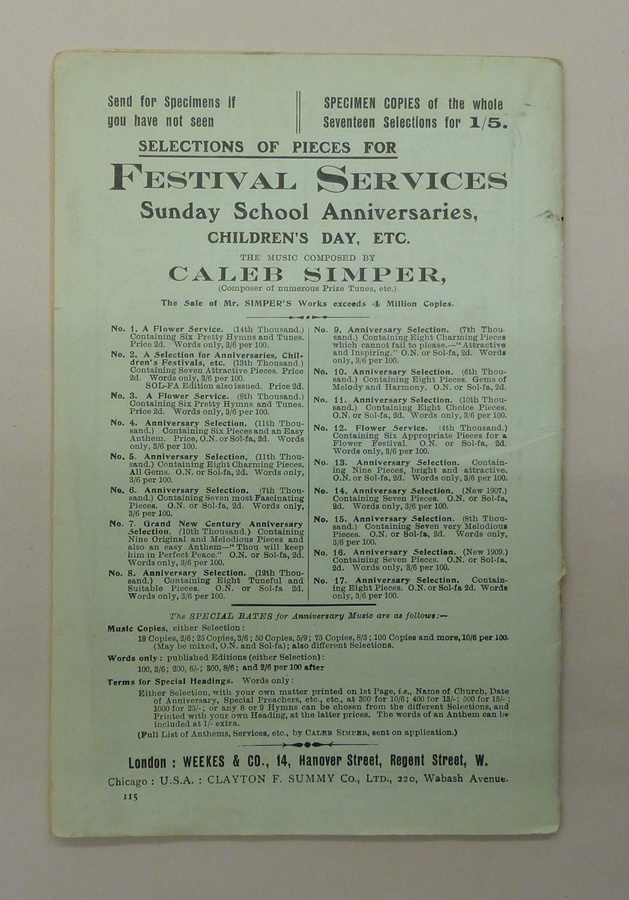 Send for Specimens if
you have not seen
SPECIMEN COPIES of the whole
Seventeen Selections for 1/5.
SELECTIONS OF PIECES FOR
FESTIVAL SERVICES
Sunday School Anniversaries,
CHILDREN'S DAY, ETC.
THE MUSIC COMPOSED BY
CALEB SIMPER,
(Composer of numerous Prize Tunes, etc.)
The Sale of Mr. SIMPER'S Works exceeds 4 Million Copies.
No. 1. A Flower Service. (14th Thousand.)
Containing Six Pretty Hymns and Tunes.
Price 2d. Words only, 3/6 per 100.
No. 2. A Selection for Anniversaries, Chil-
dren's Festivals, etc. (13th Thousand.)
Containing Seven Attractive Pieces. Price
2d. Words only, 3/6 per 100.
SOL-FA Edition also issued. Price 2d.
No. 3. A Flower Service. (8th Thousand.)
Containing Six Pretty Hymns and Tunes.
Price 2d. Words only, 3/6 per 100.
No. 4. Anniversary Selection. (11th Thou-
sand.) Containing Six Pieces and an Easy
Anthem. Price, O.N. or Sol-fa, 2d. Words
only, 3/6 per 100.
No. 5. Anniversary Selection. (11th Thou-
sand.) Containing Eight Charming Pieces.
All Gems. O.N. or Sol-fa, 2d. Words only,
3/6 per 100.
No. 6. Anniversary Selection. (7th Thou-
sand.) Containing Seven most Fascinating
Pieces. O.N. or Sol-fa, 2d. Words only,
3/6 per 100.
No. 7. Grand New Century Anniversary
Selection. (10th Thousand.) Containing
Nine Original and Melodious Pieces and
also an easy Anthem—"Thou will keep
him in Perfect Peace." O.N. or Sol-fa, 2d.
Words only, 3/6 per 100.
No. 8. Anniversary Selection. (12th Thou-
sand.) Containing Eight Tuneful and
Suitable Pieces. O.N. or Sol-fa 2d.
Words only, 3/6 per 100.
No. 9. Anniversary Selection. (7th Thou-
sand.) Containing Eight Charming Pieces
which cannot fail to please.—"Attractive
and Inspiring." O.N. or Sol-fa, 2d. Words
only, 3/6 per 100.
No. 10. Anniversary Selection. (6th Thou-
sand.) Containing Eight Pieces. Gems of
Melody and Harmony. O.N. or Sol-fa, 2d.
No. 11. Anniversary Selection. (10th Thou-
sand.) Containing Eight Choice Pieces.
O.N. or Sol-fa, 2d. Words only, 3/6 per 100.
No. 12. Flower Service. (4th Thousand.)
Containing Six Appropriate Pieces for a
Flower Festival. O.N. or Sol-fa, 2d.
Words only, 3/6 per 100.
No. 13. Anniversary Selection. Contain-
ing Nine Pieces, bright and attractive.
O.N. or Sol-fa, 2d. Words only, 3/6 per 100.
No. 14. Anniversary Selection. (New 1907.)
Containing Seven Pieces. O.N. or Sol-fa,
2d. Words only, 3/6 per 100.
No. 15. Anniversary Selection. (8th Thou-
sand.) Containing Seven very Melodious
Pieces. O.N. or Sol-fa, 2d. Words only,
3/6 per 100.
No. 16. Anniversary Selection. (New 1909.)
Containing Seven Pieces. O.N. or Sol-fa,
2d. Words only, 3/6 per 100.
No. 17. Anniversary Selection. Contain-
ing Eight Pieces. O.N. or Sol-fa 2d. Words
only, 3/6 per 100.
The SPECIAL RATES for Anniversary Music are as follows:—
Music Copies, either Selection:
18 Copies, 2/6; 25 Copies, 3/6; 50 Copies, 5/9; 75 Copies, 8/3; 100 Copies and more, 10/6 per 100.
(May be mixed, O.N. and Sol-fa); also different Selections.
Words only: published Editions (either Selection):
100, 3/6; 200, 6/-; 300, 8/6; and 2/6 per 100 after
Terms for Special Headings. Words only:
Either Selection, with your own matter printed on 1st Page, i.e., Name of Church, Date
of Anniversary, Special Preachers, etc., etc., at 300 for 10/6; 400 for 13/-; 500 for 15/-;
1000 for 25/-; or any 8 or 9 Hymns can be chosen from the different Selections, and
Printed with your own Heading, at the latter prices. The words of an Anthem can be
included at 1/- extra.
(Full List of Anthems, Services, etc., by CALEB SIMPER, sent on application.)
London: WEEKES & CO., 14, Hanover Street, Regent Street, W.
Chicago: U.S.A.: CLAYTON F. SUMMY CO., LTD., 220, Wabash Avenue.
115